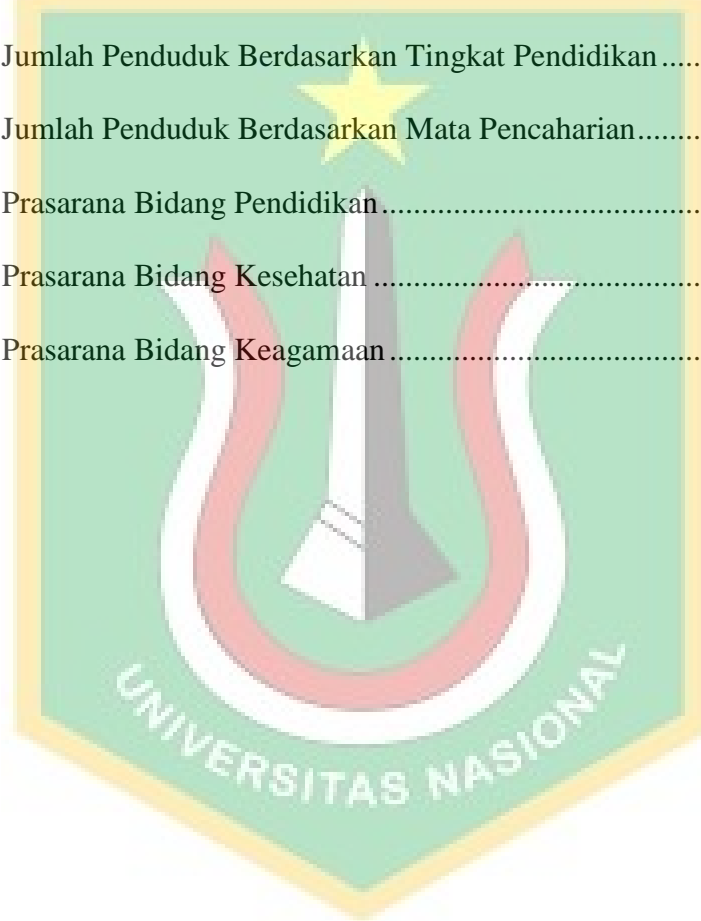 Jumlah Penduduk Berdasarkan Tingkat Pendidikan.....
Jumlah Penduduk Berdasarkan Mata Pencaharian........
Prasarana Bidang Pendidikan........................................
Prasarana Bidang Kesehatan ........................................
Prasarana Bidang Keagamaan......................................
UNIVERSITAS NASIONAL